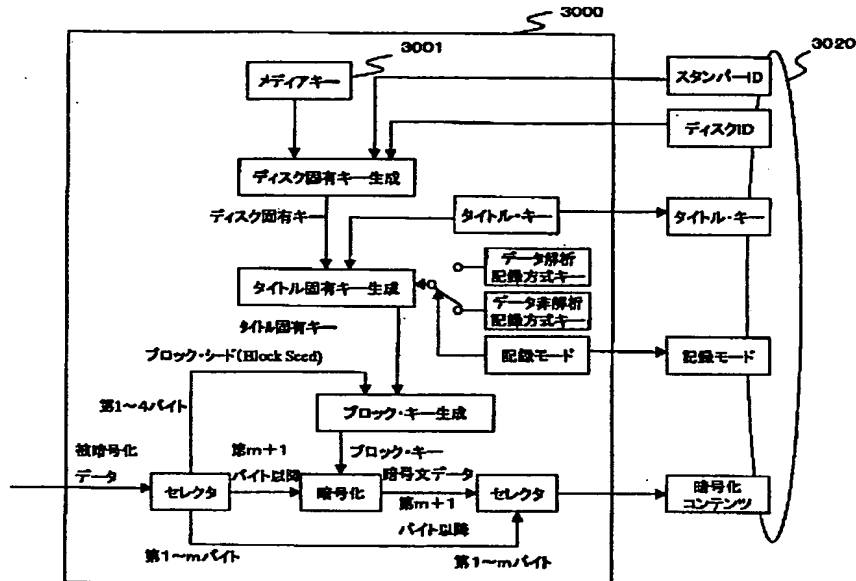 3000
3001
3020
メディアキー
スタンパーID
ディスクID
ディスク固有キー生成
ディスク固有キー
タイトル・キー
タイトル・キー
データ解析
記録方式キー
タイトル固有キー生成
データ非解析
記録方式キー
タイトル固有キー
記録モード
記録モード
ブロック・シード(Block Seed)
第1～4バイト
ブロック・キー生成
ブロック・キー
被暗号化
データ
第m+1
バイト以降
暗号文データ
第m+1
バイト以降
セレクタ
暗号化
セレクタ
暗号化
コンテンツ
第1～mバイト
第1～mバイト